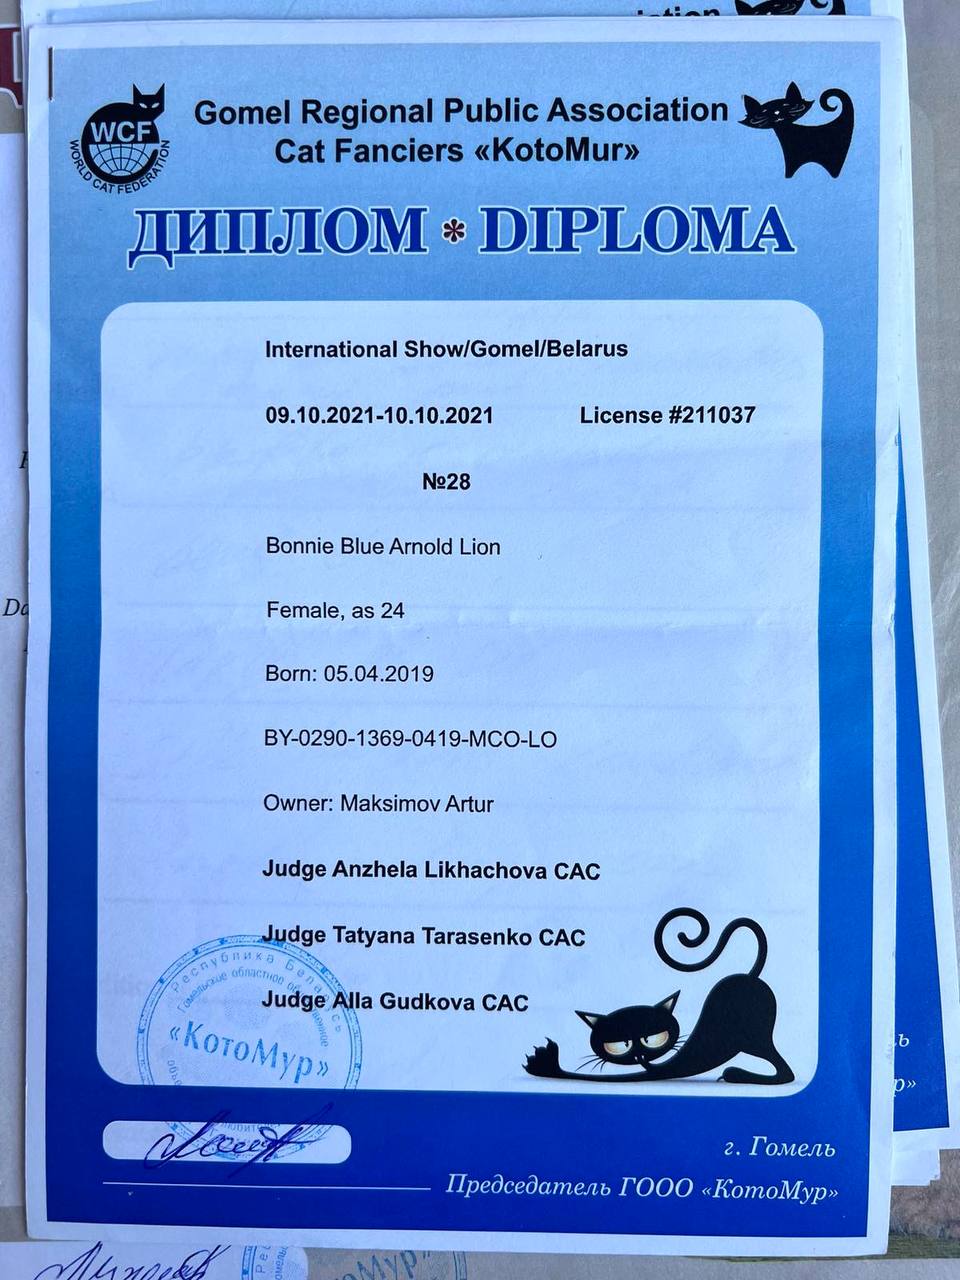 WCF
WORLD CAT FEDERATION
Gomel Regional Public Association
Cat Fanciers «KotoMur»
ДИПЛОМ * DIPLOMA
International Show/Gomel/Belarus
09.10.2021-10.10.2021 License #211037
№28
Bonnie Blue Arnold Lion
Female, as 24
Born: 05.04.2019
BY-0290-1369-0419-MCO-LO
Owner: Maksimov Artur
Judge Anzhela Likhachova CAC
Judge Tatyana Tarasenko CAC
Judge Alla Gudkova CAC
Республика Беларусь
Гомельское областное общественное
«КотоМур»
г. Гомель
Председатель ГООО «КотоМур»